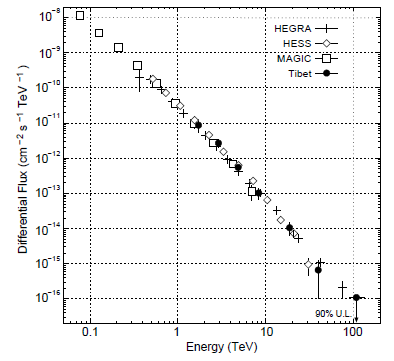 10⁻⁸
10⁻⁹
10⁻¹⁰
10⁻¹¹
10⁻¹²
10⁻¹³
10⁻¹⁴
10⁻¹⁵
10⁻¹⁶
Differential Flux (cm⁻² s⁻¹ TeV⁻¹)
HEGRA
HESS
MAGIC
Tibet
90% U.L.
0.1 1 10 100
Energy (TeV)